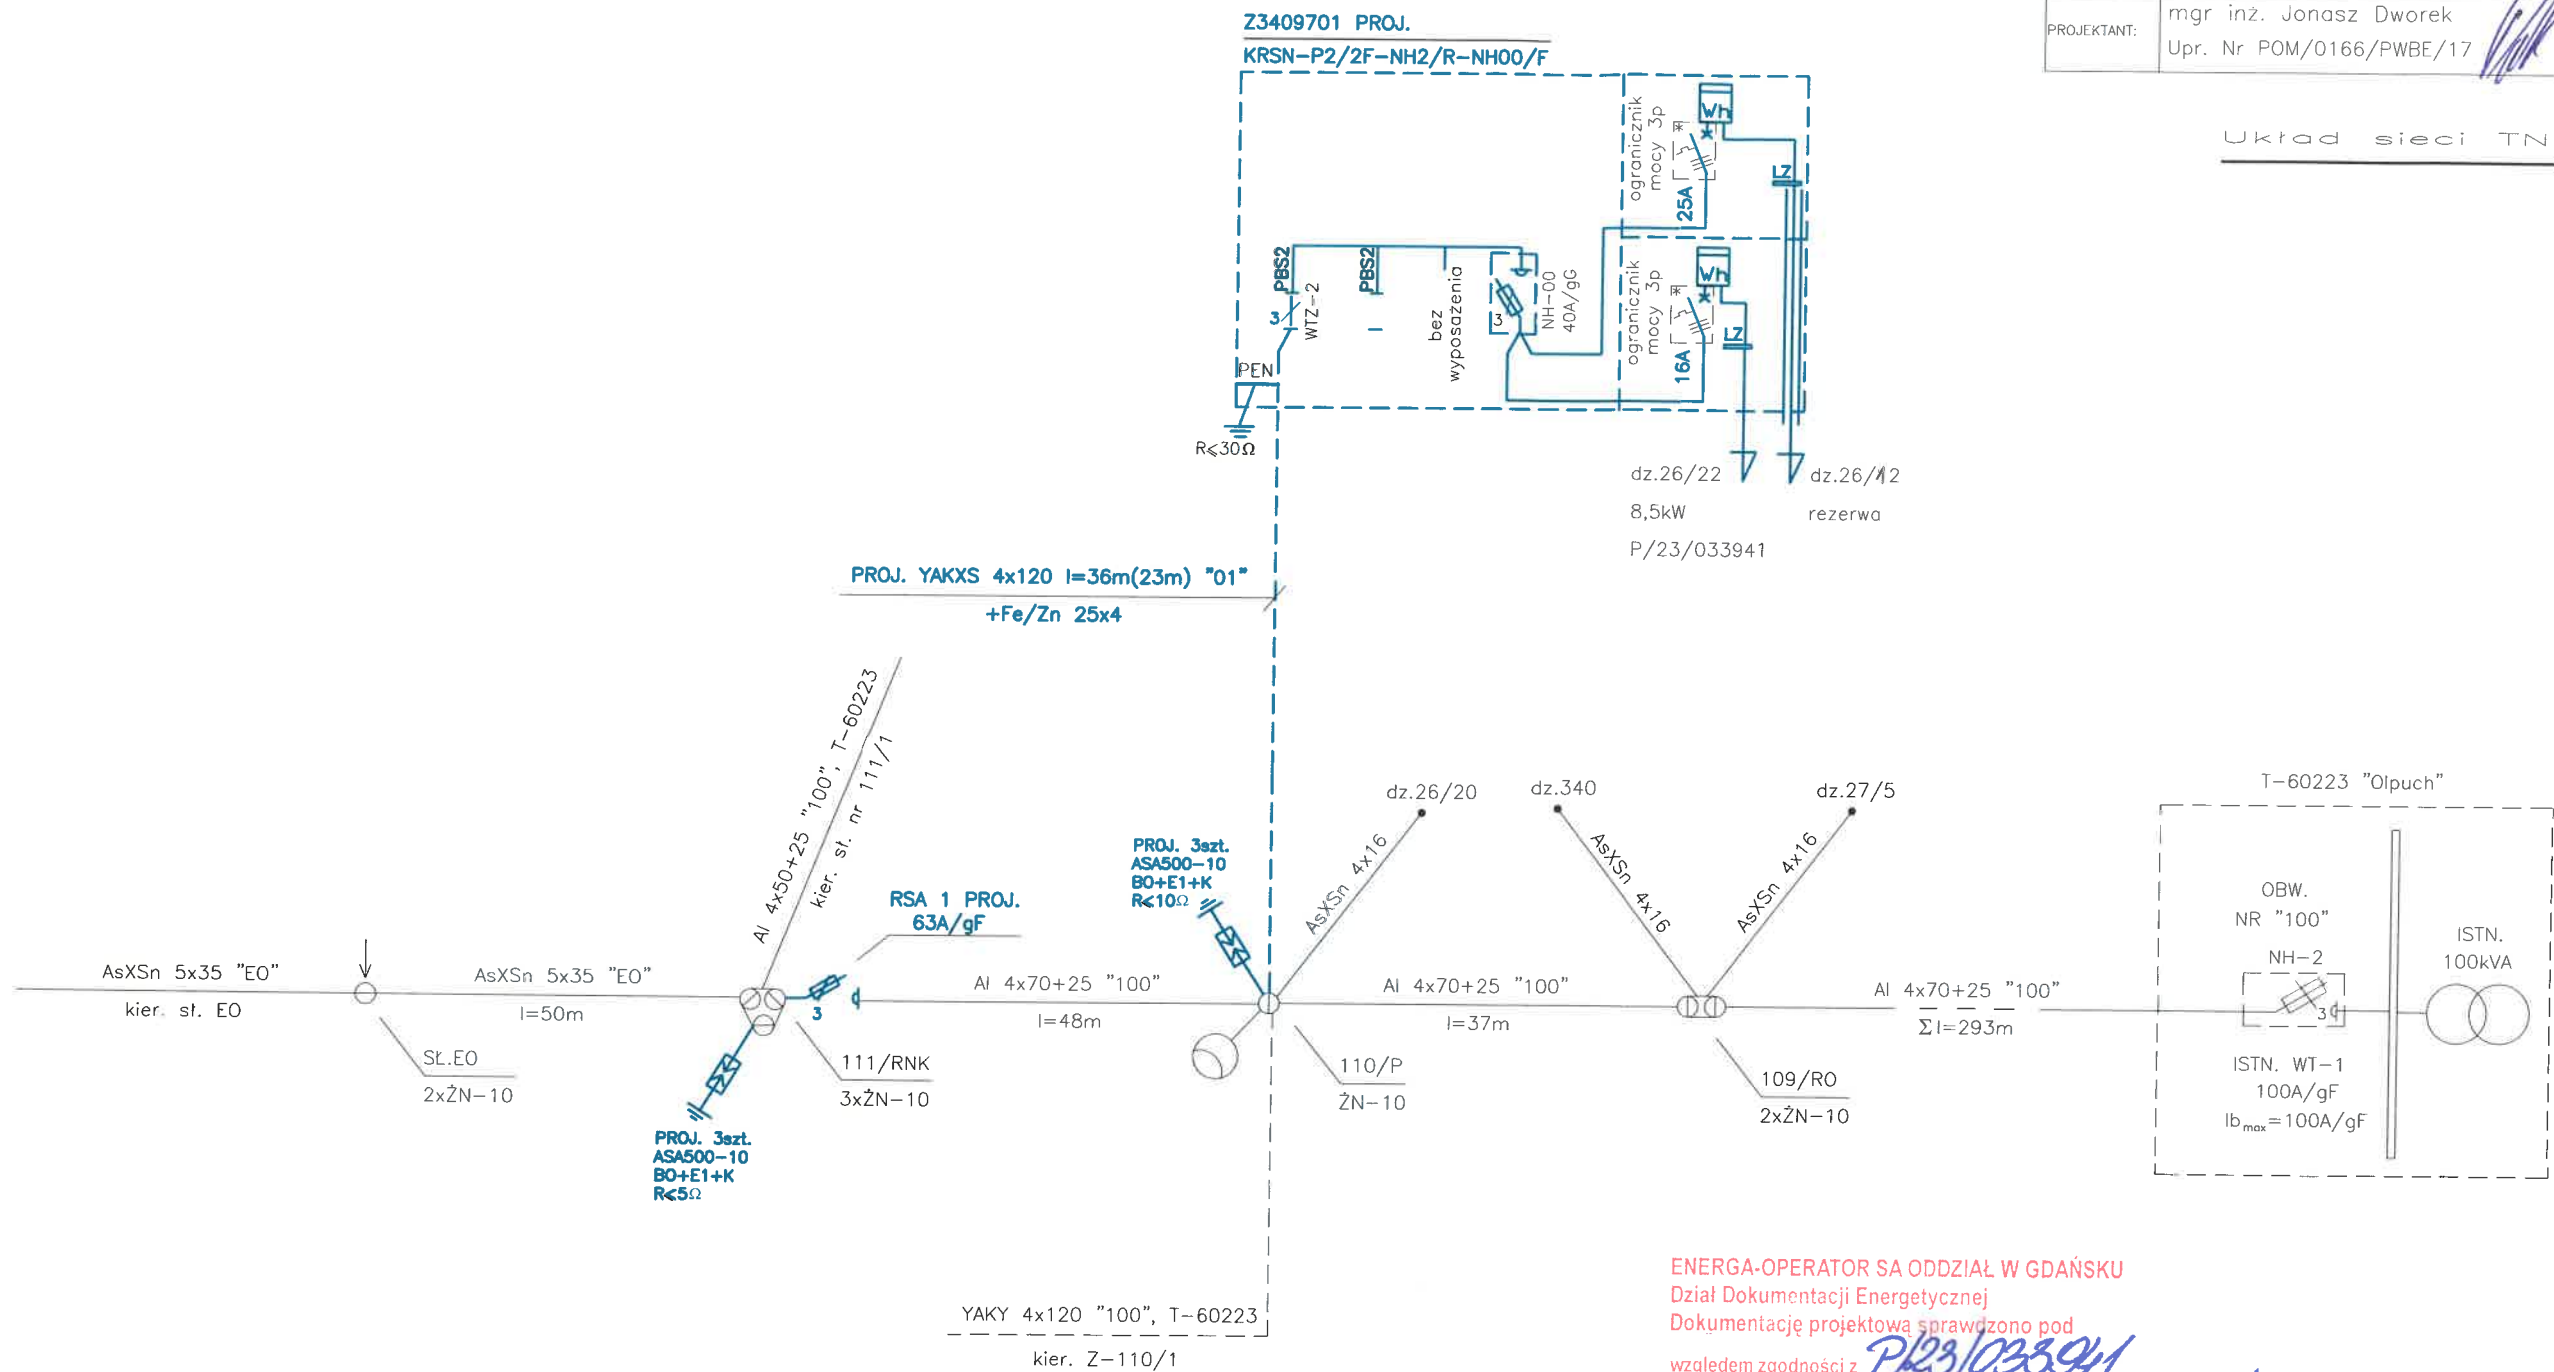 Z3409701 PROJ.
KRSN-P2/2F-NH2/R-NH00/F
PROJEKTANT:
mgr inż. Jonasz Dworek
Upr. Nr POM/0166/PWBE/17
Układ sieci TN
ogranicznik
mocy 3p
25A
Wh
LZ
ogranicznik
mocy 3p
16A
Wh
LZ
PBS2
3
WTZ-2
PBS2
bez
wyposażenia
3
NH-00
40A/gG
PEN
R≤30Ω
dz.26/22
8,5kW
P/23/033941
dz.26/12
rezerwa
PROJ. YAKXS 4x120 l=36m(23m) "01"
+Fe/Zn 25x4
Al 4x50+25 "100", T-60223
kier. st. nr 111/1
RSA 1 PROJ.
63A/gF
3
PROJ. 3szt.
ASA500-10
BO+E1+K
R≤10Ω
dz.26/20
AsXSn 4x16
dz.340
AsXSn 4x16
dz.27/5
AsXSn 4x16
T-60223 "Olpuch"
OBW.
NR "100"
NH-2
3
ISTN. WT-1
100A/gF
Ibmax=100A/gF
ISTN.
100kVA
AsXSn 5x35 "EO"
kier. st. EO
AsXSn 5x35 "EO"
l=50m
Al 4x70+25 "100"
l=48m
Al 4x70+25 "100"
l=37m
Al 4x70+25 "100"
Σl=293m
SŁ.EO
2xŻN-10
111/RNK
3xŻN-10
110/P
ŻN-10
109/RO
2xŻN-10
PROJ. 3szt.
ASA500-10
BO+E1+K
R≤5Ω
YAKY 4x120 "100", T-60223
kier. Z-110/1
ENERGA-OPERATOR SA ODDZIAŁ W GDAŃSKU
Dział Dokumentacji Energetycznej
Dokumentację projektową sprawdzono pod
względem zgodności z P/23/033941